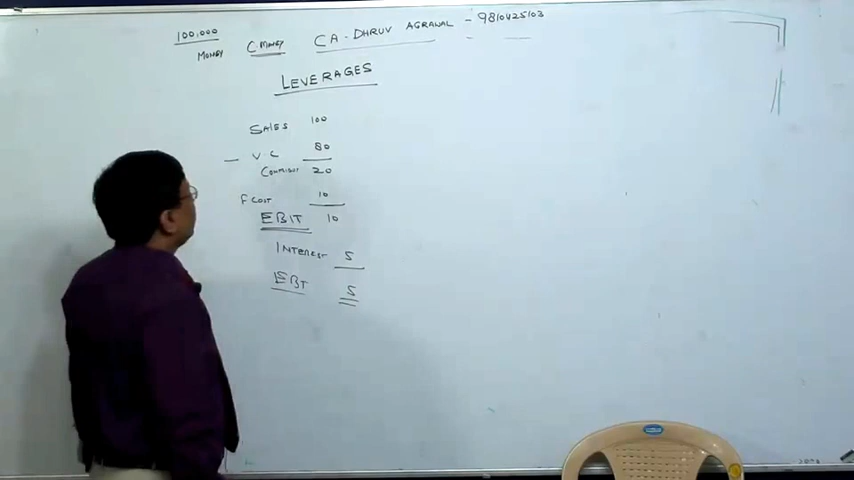 100,000
MONEY C.MONEY CA. DHRUV AGRAWAL - 9810425103
LEVERAGES
SALES 100
- V C 80
20
F COST 10
EBIT 10
INTEREST 5
EBT 5